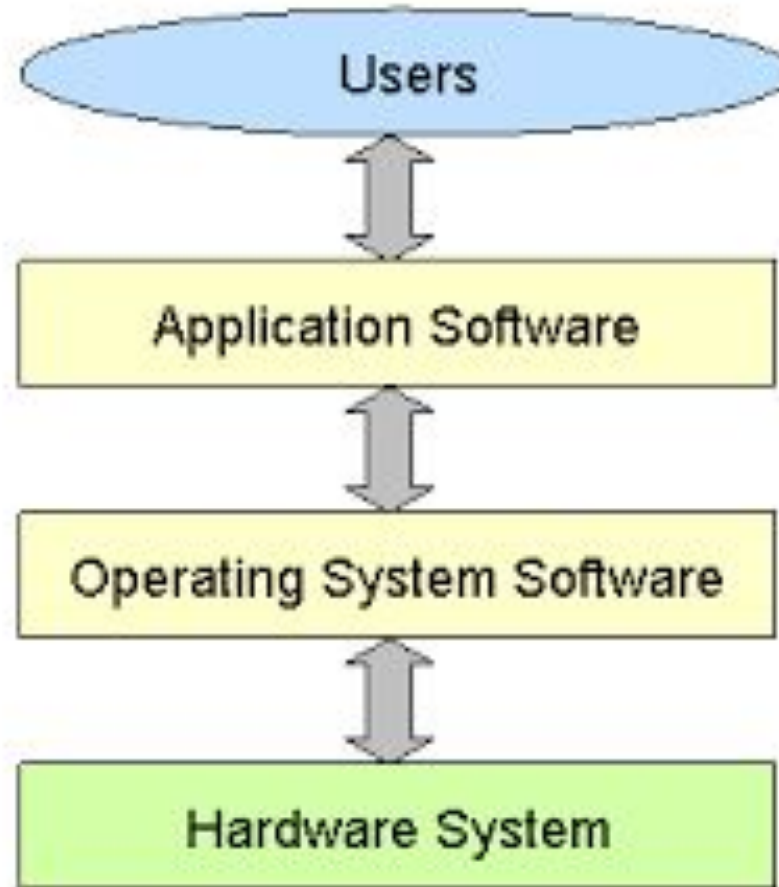 Users
Application Software
Operating System Software
Hardware System